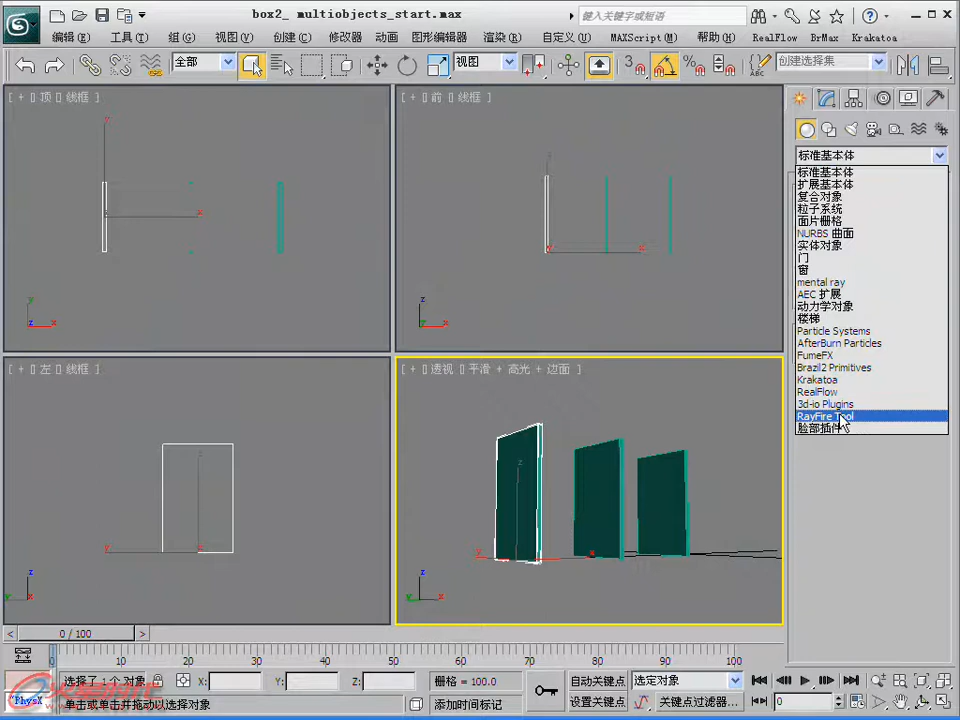 box2_ multiobjects_start.max
键入关键字或短语
编辑(E) 工具(T) 组(G) 视图(V) 创建(C) 修改器 动画 图形编辑器 渲染(R) 自定义(U) MAXScript(M) 帮助(H) RealFlow BrMax Krakatoa
全部
视图
3
%
创建选择集
[ + ][ 顶 ][ 线框 ]
[ + ][ 前 ][ 线框 ]
标准基本体
标准基本体
扩展基本体
复合对象
粒子系统
面片栅格
NURBS 曲面
实体对象
门
窗
mental ray
AEC 扩展
动力学对象
楼梯
Particle Systems
AfterBurn Particles
FumeFX
Brazil2 Primitives
Krakatoa
RealFlow
3d-io Plugins
RayFire Tool
脸部插件
y
x
z
x
y
z x
z
y x
[ + ][ 左 ][ 线框 ]
[ + ][ 透视 ][ 平滑 + 高光 + 边面 ]
z
y x
z
y x
z
y x
z
y x
< 0 / 100 >
0 10 20 30 40 50 60 70 80 90 100
选择了 1 个 对象 X: Y: Z: 栅格 = 100.0 自动关键点 选定对象
"PhysX 单击或单击并拖动以选择对象 添加时间标记 设置关键点 关键点过滤器... 0
火星时代